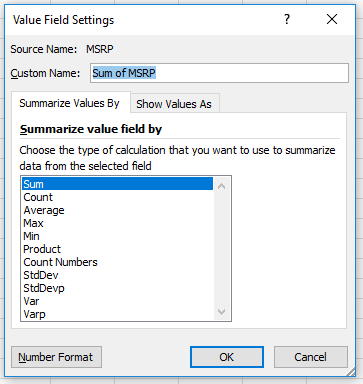 Value Field Settings ? ×
Source Name: MSRP
Custom Name: Sum of MSRP
Summarize Values By Show Values As
Summarize value field by
Choose the type of calculation that you want to use to summarize
data from the selected field
Sum
Count
Average
Max
Min
Product
Count Numbers
StdDev
StdDevp
Var
Varp
Number Format OK Cancel